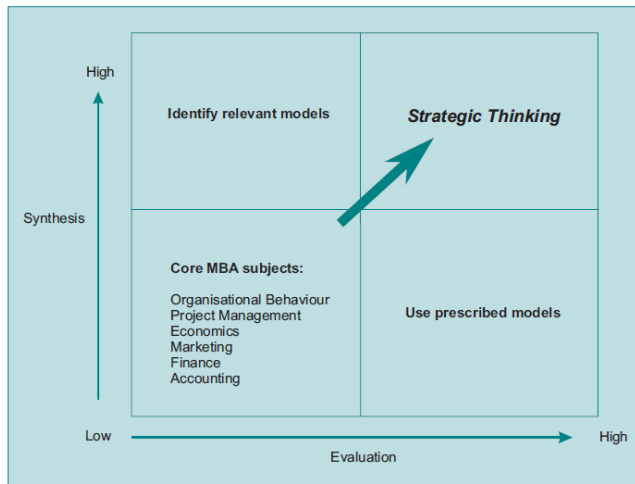 High
Identify relevant models
Strategic Thinking
Synthesis
Core MBA subjects:
Organisational Behaviour
Project Management
Economics
Marketing
Finance
Accounting
Use prescribed models
Low
High
Evaluation